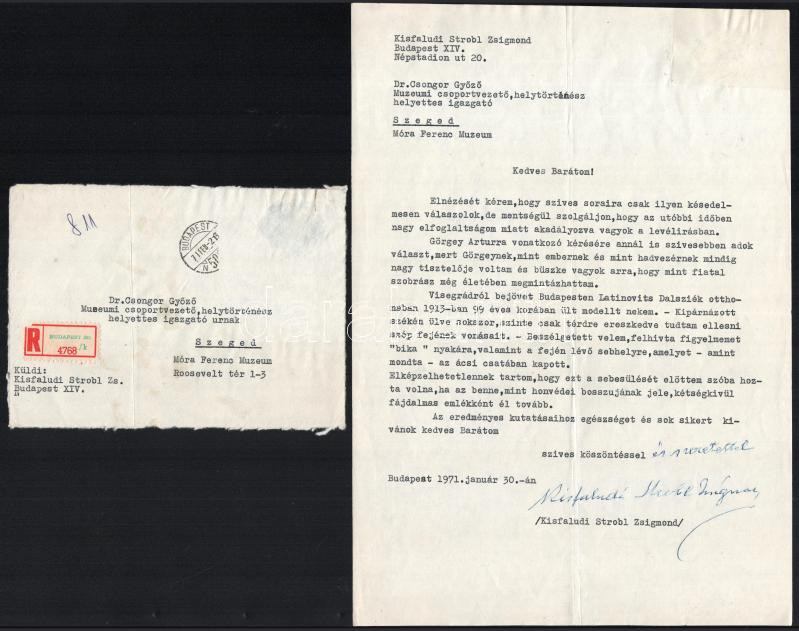 8 11
BUDAPEST
Dr.Csongor Győző
Muzeumi csoportvezető,helytörténész
helyettes igazgató urnak
S z e g e d
Móra Ferenc Muzeum
Roosevelt tér 1-3
R
BUDAPEST
4768
Küldi:
Kisfaludi Strobl Zs.
Budapest XIV.
Kisfaludi Strobl Zsigmond
Budapest XIV.
Népstadion ut 20.
Dr.Csongor Győző
Muzeumi csoportvezető,helytörténész
helyettes igazgató
S z e g e d
Móra Ferenc Muzeum
Kedves Barátom!
Elnézését kérem,hogy szives soraira csak ilyen késedel-
mesen válaszolok,de mentségül szolgáljon,hogy az utóbbi időben
nagy elfoglaltságom miatt akadályozva vagyok a levélirásban.
Görgey Arturra vonatkozó kérésére annál is szivesebben adok
választ,mert Görgeynek,mint embernek és mint hadvezérnek mindig
nagy tisztelője voltam és büszke vagyok arra,hogy mint fiatal
szobrász még életében megmintázhattam.
Visegrádról bejövet Budapesten Latinovits Dalsziék ottho-
nában 1913-ban 99 éves korában ült modellt nekem. - Kipárnázott
székén ülve sokszor,szinte csak térdre ereszkedve tudtam ellesni
szép fejének vonásait. - Beszélgetett velem,felhivta figyelmemet
"bika " nyakára,valamint a fején lévő sebhelyre,amelyet - amint
mondta - az ácsi csatában kapott.
Elképzelhetetlennek tartom,hogy ezt a sebesülését előttem szóba hoz-
ta volna,ha az benne,mint honvédei bosszujának jele,kétségkivül
fájdalmas emlékként él tovább.
Az eredményes kutatásaihoz egészséget és sok sikert ki-
vánok kedves Barátom
szives köszöntéssel és szeretettel
Budapest 1971.január 30.-án
Kisfaludi Strobl Zsigmond
/Kisfaludi Strobl Zsigmond/